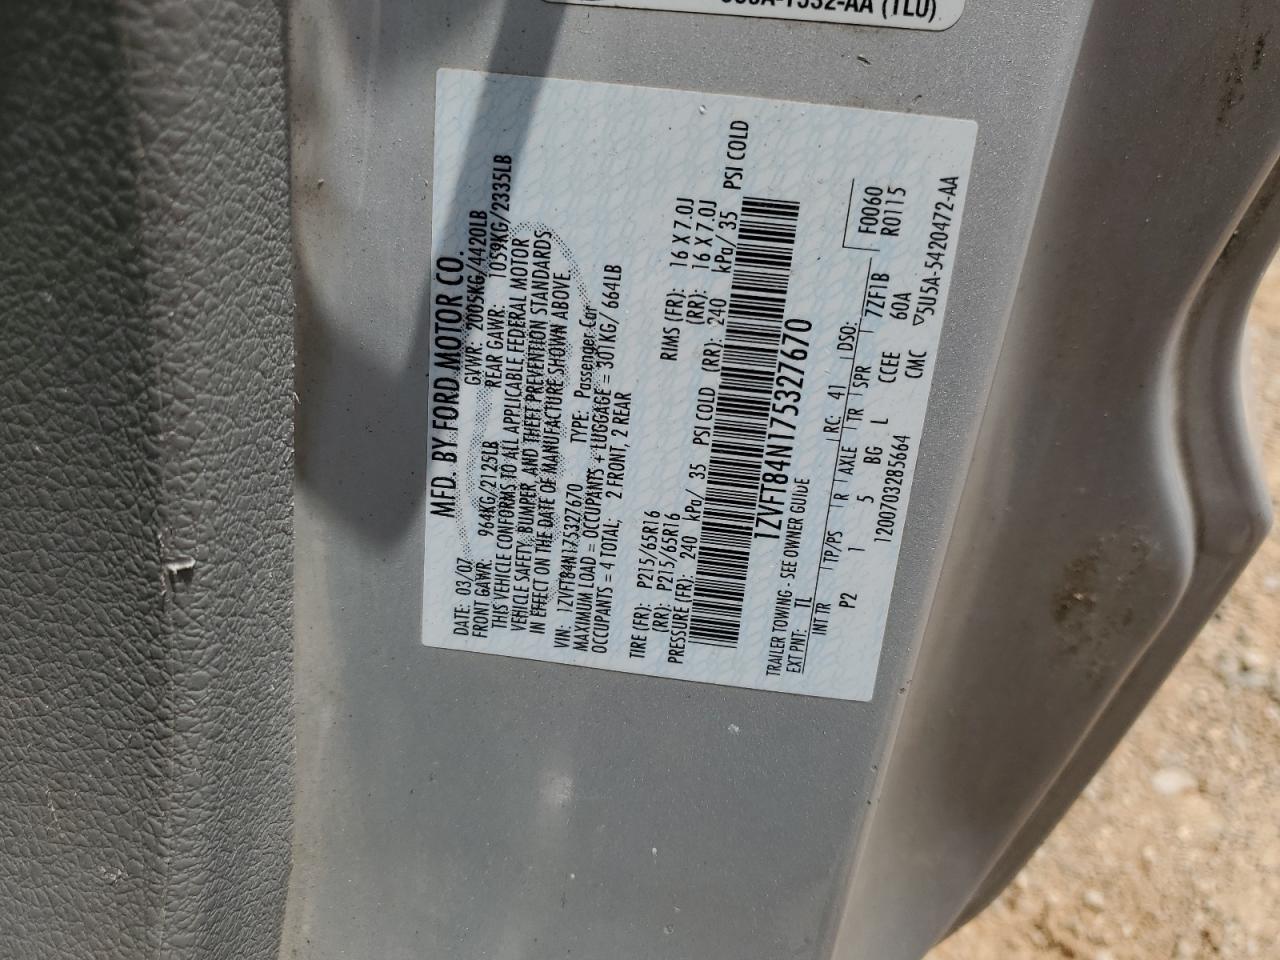 5U5A-1532-AA (TLU)
MFD. BY FORD MOTOR CO.
DATE: 03/07 GVWR: 2005KG/4420LB
FRONT GAWR: 964KG/2125LB REAR GAWR: 1059KG/2335LB
THIS VEHICLE CONFORMS TO ALL APPLICABLE FEDERAL MOTOR
VEHICLE SAFETY, BUMPER, AND THEFT PREVENTION STANDARDS
IN EFFECT ON THE DATE OF MANUFACTURE SHOWN ABOVE.
VIN: 1ZVFT84N175327670 TYPE: Passenger Car
MAXIMUM LOAD = OCCUPANTS + LUGGAGE = 301KG/ 664LB
OCCUPANTS = 4 TOTAL; 2 FRONT, 2 REAR
TIRE (FR): P215/65R16 RIMS (FR): 16 X 7.0J
(RR): P215/65R16 (RR): 16 X 7.0J
PRESSURE (FR): 240 kPa/ 35 PSI COLD (RR): 240 kPa/ 35 PSI COLD
1ZVFT84N175327670
TRAILER TOWING - SEE OWNER GUIDE
EXT PNT: TL RC: 41 DSO: F0060
INT TR TP/PS R AXLE TR SPR 7ZF1B R0115
P2 1 5 BG L CCEE 60A
1200703285664 CMC ▽5U5A-5420472-AA